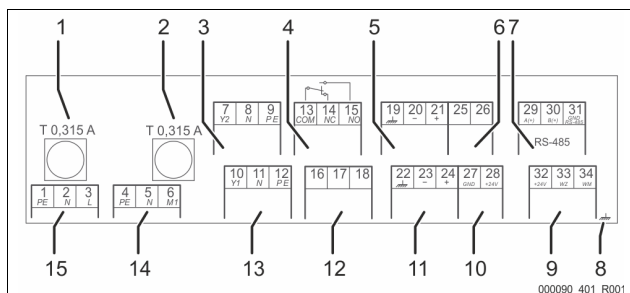 1 2 3 4 5 6 7
T 0,315 A T 0,315 A
7 8 9 13 14 15 19 20 21 25 26 29 30 31
Y2 N PE COM NC NO − + A(+) B(+) GND RS-485
RS-485
10 11 12 16 17 18 22 23 24 27 28 32 33 34
Y1 N PE − + GND +24V +24V WZ WM
1 2 3 4 5 6
PE N L PE N M1
15 14 13 12 11 10 9 8
000090_401_R001